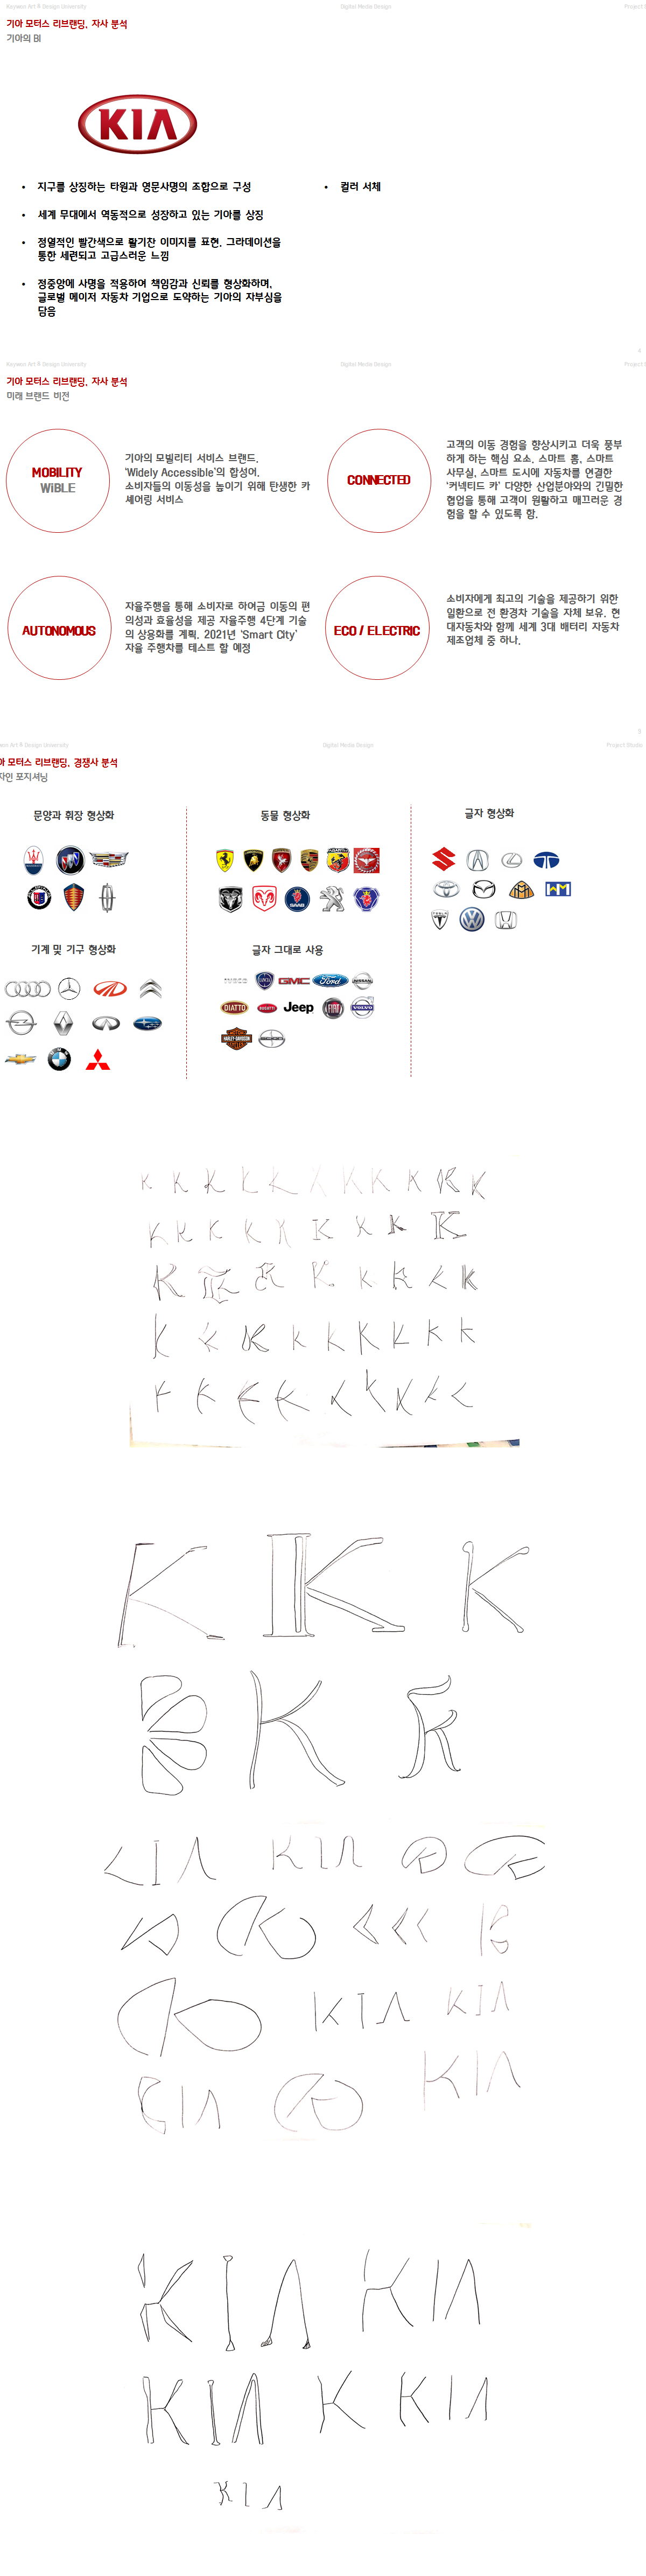 Kaywon Art & Design University
Digital Media Design
기아 모터스 리브랜딩, 자사 분석
기아의 BI
KIA
• 지구를 상징하는 타원과 영문사명의 조합으로 구성
• 세계 무대에서 역동적으로 성장하고 있는 기아를 상징
• 정열적인 빨간색으로 활기찬 이미지를 표현, 그라데이션을
통한 세련되고 고급스러운 느낌
• 정중앙에 사명을 적용하여 책임감과 신뢰를 형상화하며,
글로벌 메이저 자동차 기업으로 도약하는 기아의 자부심을
담음
• 컬러 서체
Kaywon Art & Design University
Digital Media Design
기아 모터스 리브랜딩, 자사 분석
미래 브랜드 비전
MOBILITY
WiBLE
기아의 모빌리티 서비스 브랜드.
'Widely Accessible'의 합성어.
소비자들의 이동성을 높이기 위해 탄생한 카
셰어링 서비스
CONNECTED
고객의 이동 경험을 향상시키고 더욱 풍부
하게 하는 핵심 요소. 스마트 홈, 스마트
사무실, 스마트 도시에 자동차를 연결한
'커넥티드 카' 다양한 산업분야와의 긴밀한
협업을 통해 고객이 원활하고 매끄러운 경
험을 할 수 있도록 함.
AUTONOMOUS
자율주행을 통해 소비자로 하여금 이동의 편
의성과 효율성을 제공 자율주행 4단계 기술
의 상용화를 계획. 2021년 'Smart City'
자율 주행차를 테스트 할 예정
ECO / ELECTRIC
소비자에게 최고의 기술을 제공하기 위한
일환으로 전 환경차 기술을 자체 보유. 현
대자동차와 함께 세계 3대 배터리 자동차
제조업체 중 하나.
Art & Design University
Digital Media Design
Project Studio
모터스 리브랜딩, 경쟁사 분석
자인 포지셔닝
문양과 휘장 형상화
동물 형상화
글자 형상화
SAAB
WM
TESLA
기계 및 기구 형상화
글자 그대로 사용
IVECO LANCIA GMC Ford NISSAN
DIATTO BUGATTI Jeep FIAT VOLVO
HARLEY-DAVIDSON SCION
K K K K K K K K K K K
K K K K K K K K K
K K K K K K K K
K K K K K K K K K
K K K K K K K K K
K K K
K K
KIA KIA K K
K K
K KIA KIA
KIA K KIA
KIA KIA
KIA K KIA
KIA